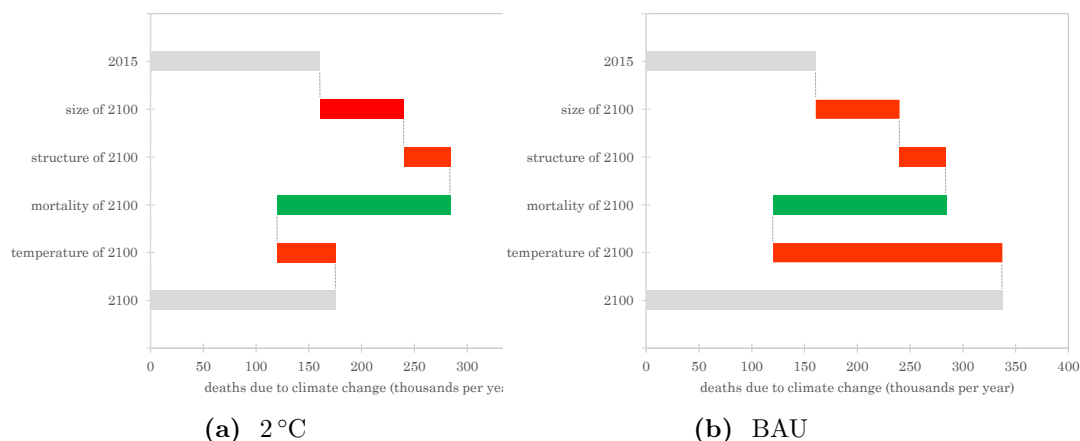 2015
size of 2100
structure of 2100
mortality of 2100
temperature of 2100
2100
0 50 100 150 200 250 300
deaths due to climate change (thousands per yea
(a) 2 °C
2015
size of 2100
structure of 2100
mortality of 2100
temperature of 2100
2100
0 50 100 150 200 250 300 350 400
deaths due to climate change (thousands per year)
(b) BAU